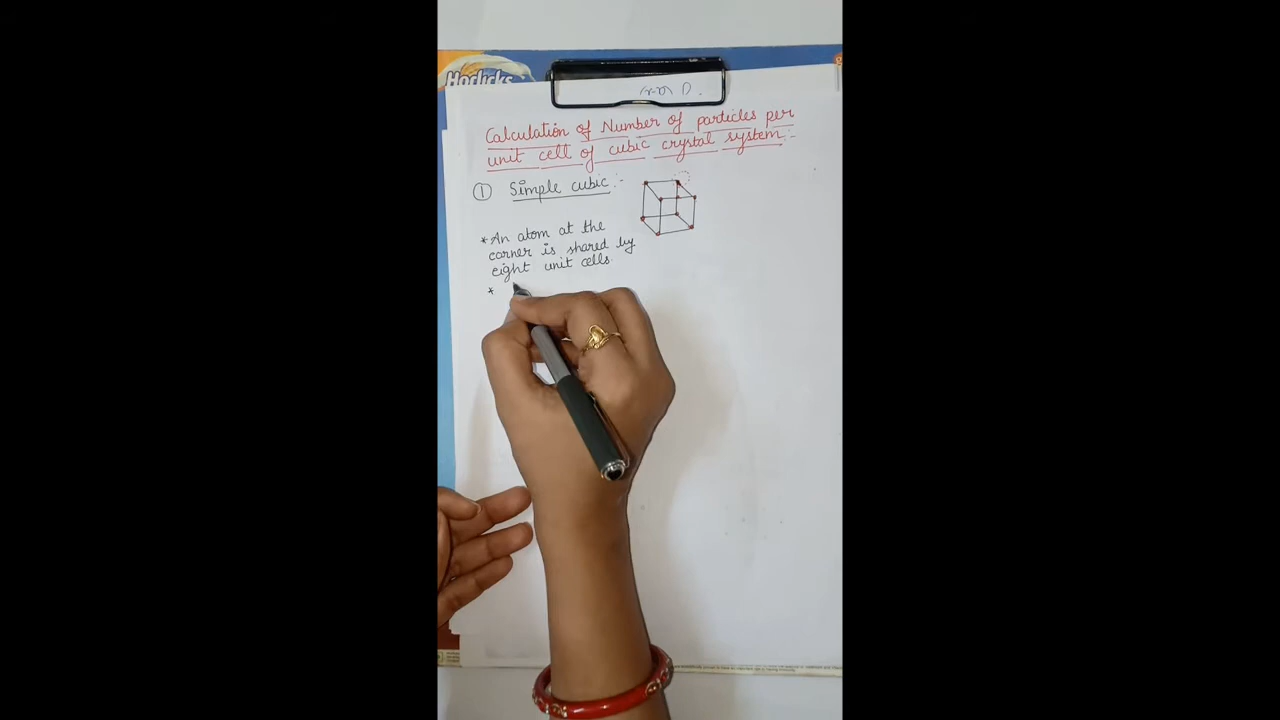 Horlicks
Calculation of Number of particles per
unit cell of cubic crystal system:-
① Simple cubic :-
* An atom at the
corner is shared by
eight unit cells.
*